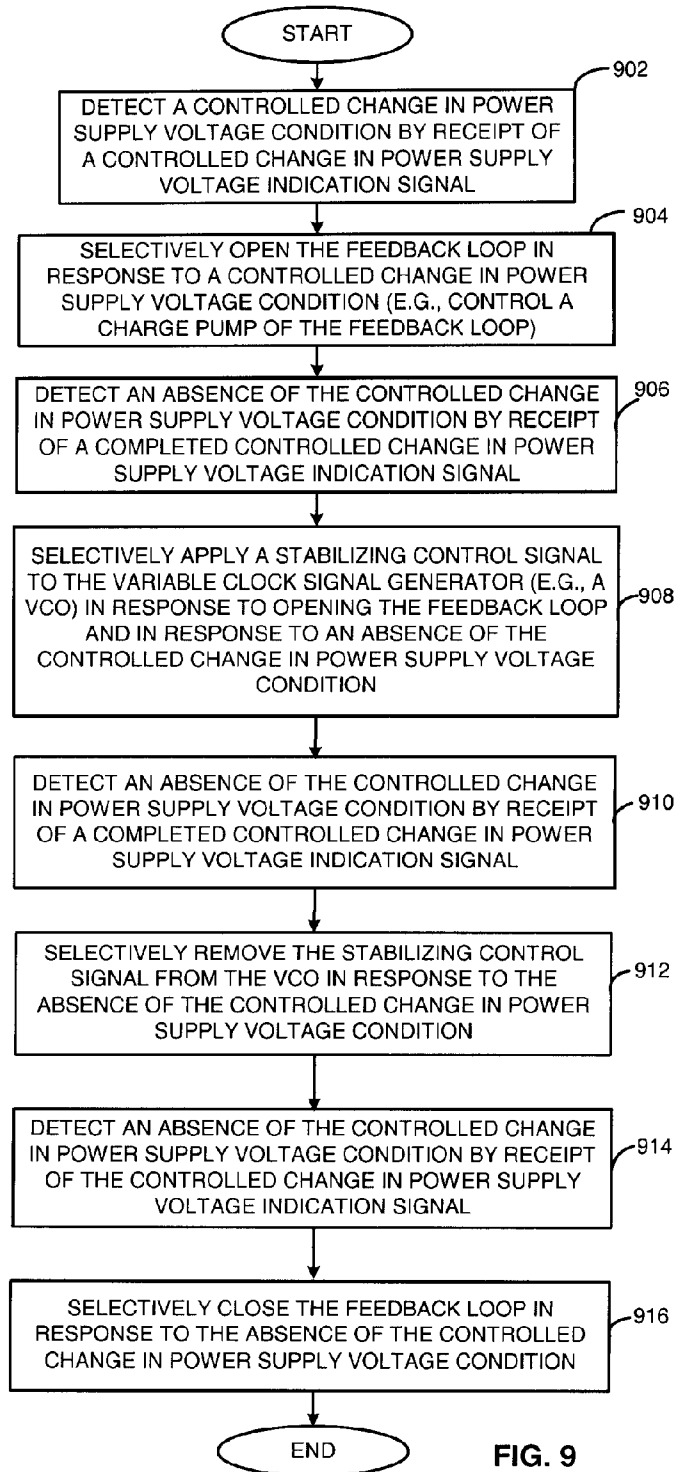 START
902
DETECT A CONTROLLED CHANGE IN POWER
SUPPLY VOLTAGE CONDITION BY RECEIPT OF
A CONTROLLED CHANGE IN POWER SUPPLY
VOLTAGE INDICATION SIGNAL
904
SELECTIVELY OPEN THE FEEDBACK LOOP IN
RESPONSE TO A CONTROLLED CHANGE IN POWER
SUPPLY VOLTAGE CONDITION (E.G., CONTROL A
CHARGE PUMP OF THE FEEDBACK LOOP)
906
DETECT AN ABSENCE OF THE CONTROLLED CHANGE
IN POWER SUPPLY VOLTAGE CONDITION BY RECEIPT
OF A COMPLETED CONTROLLED CHANGE IN POWER
SUPPLY VOLTAGE INDICATION SIGNAL
SELECTIVELY APPLY A STABILIZING CONTROL SIGNAL
TO THE VARIABLE CLOCK SIGNAL GENERATOR (E.G., A
VCO) IN RESPONSE TO OPENING THE FEEDBACK LOOP
AND IN RESPONSE TO AN ABSENCE OF THE
CONTROLLED CHANGE IN POWER SUPPLY VOLTAGE
CONDITION
908
DETECT AN ABSENCE OF THE CONTROLLED CHANGE
IN POWER SUPPLY VOLTAGE CONDITION BY RECEIPT
OF A COMPLETED CONTROLLED CHANGE IN POWER
SUPPLY VOLTAGE INDICATION SIGNAL
910
SELECTIVELY REMOVE THE STABILIZING CONTROL
SIGNAL FROM THE VCO IN RESPONSE TO THE
ABSENCE OF THE CONTROLLED CHANGE IN POWER
SUPPLY VOLTAGE CONDITION
912
DETECT AN ABSENCE OF THE CONTROLLED CHANGE
IN POWER SUPPLY VOLTAGE CONDITION BY RECEIPT
OF THE CONTROLLED CHANGE IN POWER SUPPLY
VOLTAGE INDICATION SIGNAL
914
SELECTIVELY CLOSE THE FEEDBACK LOOP IN
RESPONSE TO THE ABSENCE OF THE CONTROLLED
CHANGE IN POWER SUPPLY VOLTAGE CONDITION
916
END
FIG. 9